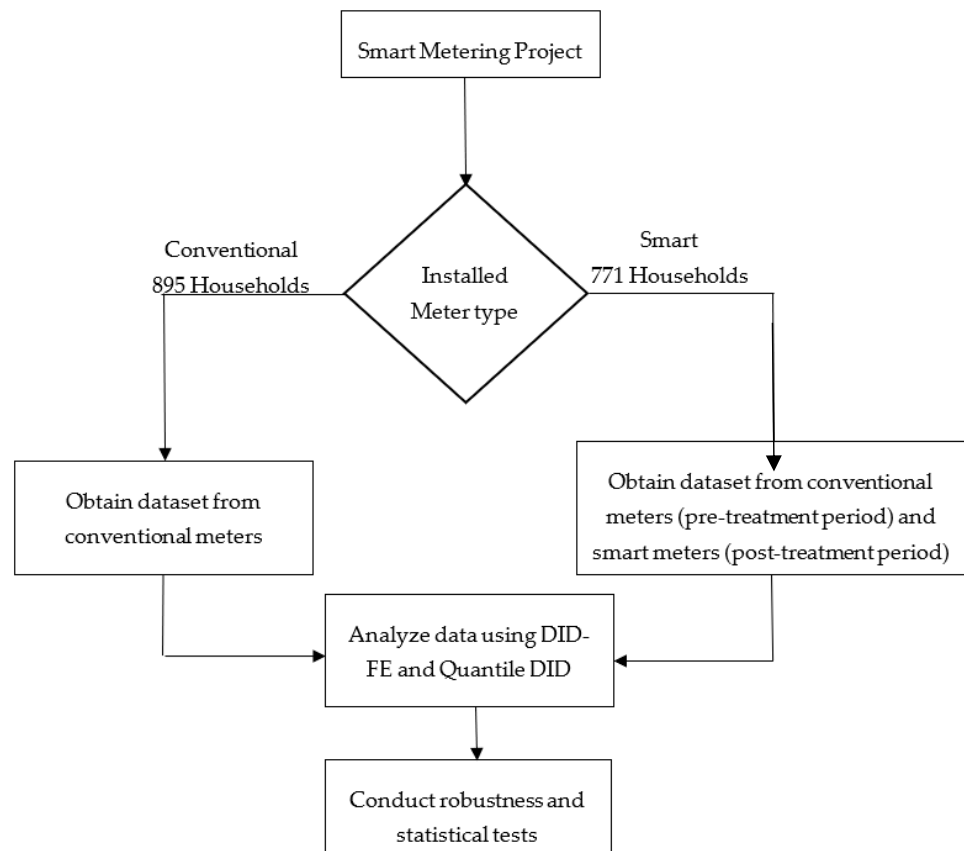 Smart Metering Project
Conventional
895 Households
Smart
771 Households
Installed
Meter type
Obtain dataset from
conventional meters
Obtain dataset from conventional
meters (pre-treatment period) and
smart meters (post-treatment period)
Analyze data using DID-
FE and Quantile DID
Conduct robustness and
statistical tests